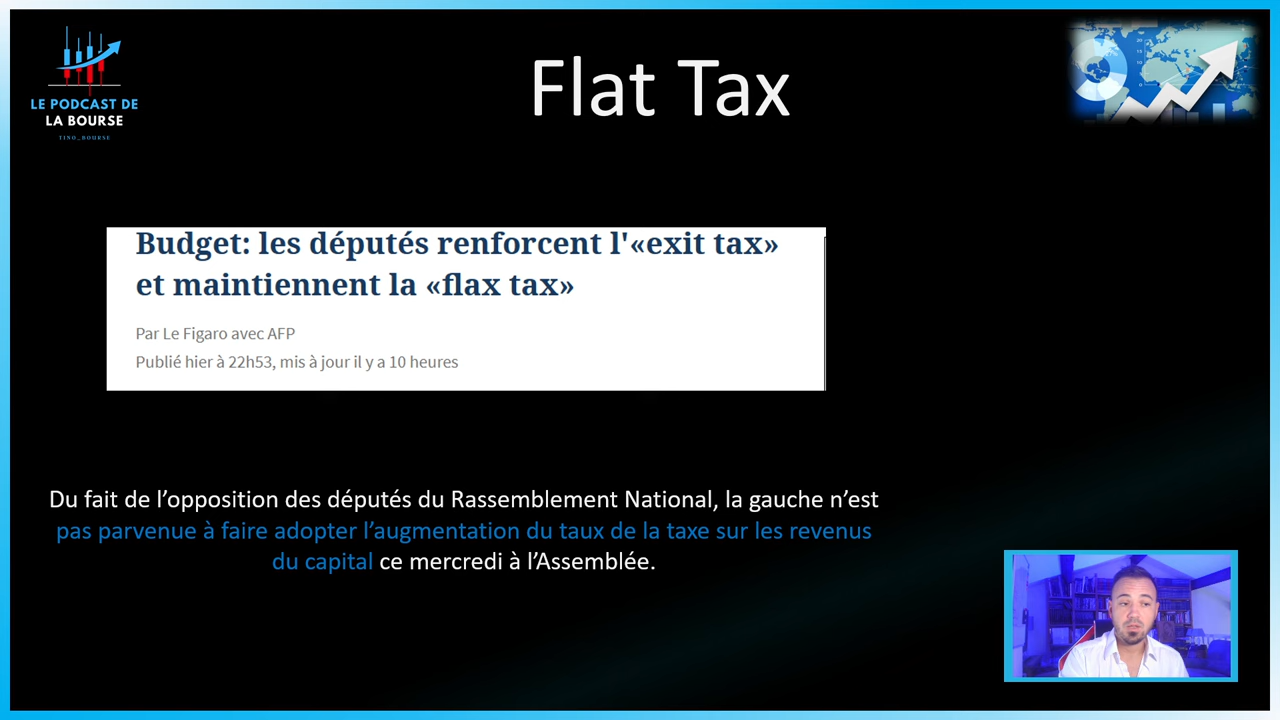 LE PODCAST DE
LA BOURSE
TINO_BOURSE
Flat Tax
Budget: les députés renforcent l'«exit tax»
et maintiennent la «flax tax»
Par Le Figaro avec AFP
Publié hier à 22h53, mis à jour il y a 10 heures
Du fait de l’opposition des députés du Rassemblement National, la gauche n’est
pas parvenue à faire adopter l’augmentation du taux de la taxe sur les revenus
du capital ce mercredi à l’Assemblée.